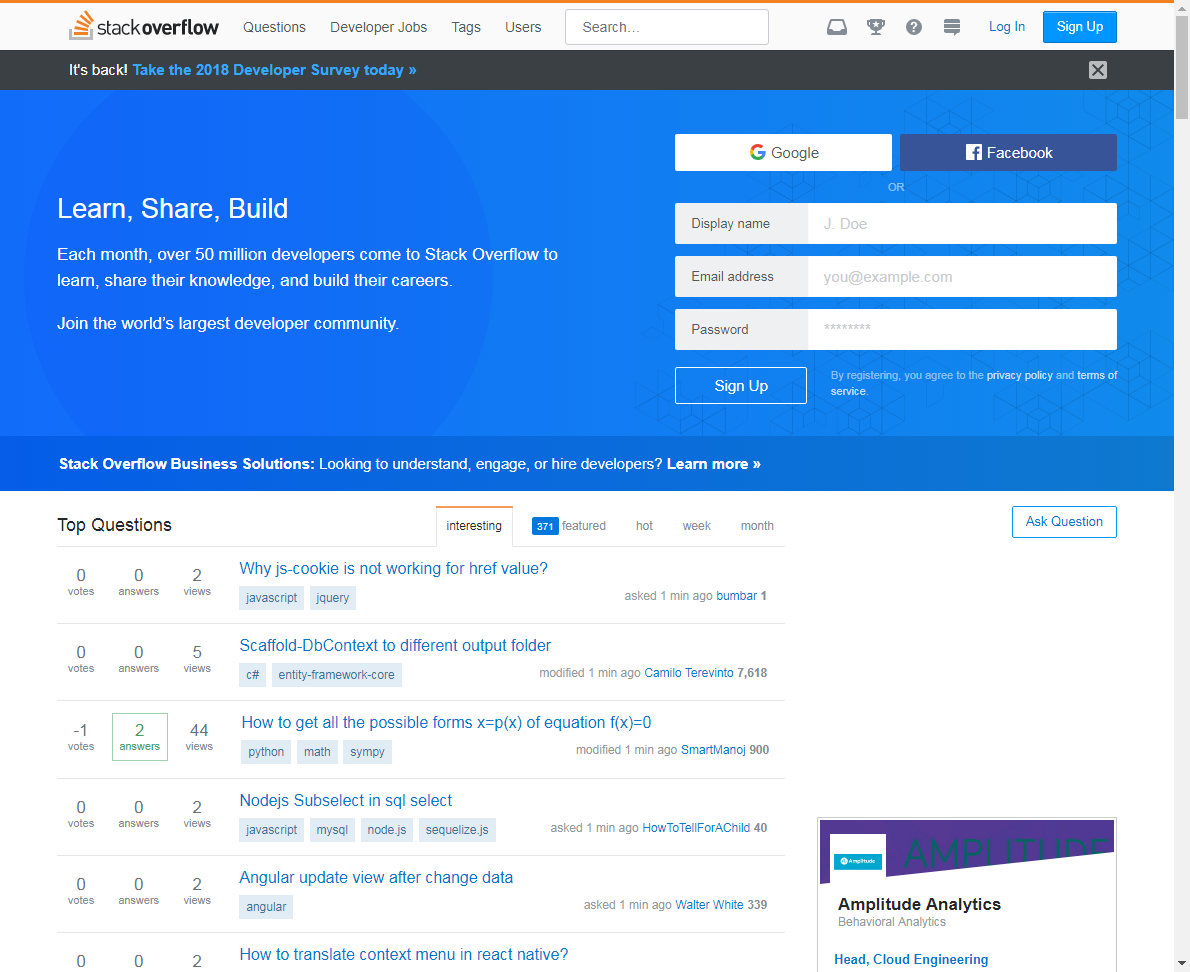 stackoverflow Questions Developer Jobs Tags Users Search... Log In Sign Up
It's back! Take the 2018 Developer Survey today »
Google Facebook
OR
Learn, Share, Build
Each month, over 50 million developers come to Stack Overflow to
learn, share their knowledge, and build their careers.
Join the world's largest developer community.
Display name J. Doe
Email address you@example.com
Password ********
Sign Up
By registering, you agree to the privacy policy and terms of
service.
Stack Overflow Business Solutions: Looking to understand, engage, or hire developers? Learn more »
Top Questions interesting 371 featured hot week month
Ask Question
0 votes 0 answers 2 views
Why js-cookie is not working for href value?
javascript jquery
asked 1 min ago bumbar 1
0 votes 0 answers 5 views
Scaffold-DbContext to different output folder
c# entity-framework-core
modified 1 min ago Camilo Terevinto 7,618
-1 votes 2 answers 44 views
How to get all the possible forms x=p(x) of equation f(x)=0
python math sympy
modified 1 min ago SmartManoj 900
0 votes 0 answers 2 views
Nodejs Subselect in sql select
javascript mysql node.js sequelize.js
asked 1 min ago HowToTellForAChild 40
0 votes 0 answers 2 views
Angular update view after change data
angular
asked 1 min ago Walter White 339
0 0 2
How to translate context menu in react native?
AMPLITUDE
Amplitude
Amplitude Analytics
Behavioral Analytics
Head, Cloud Engineering